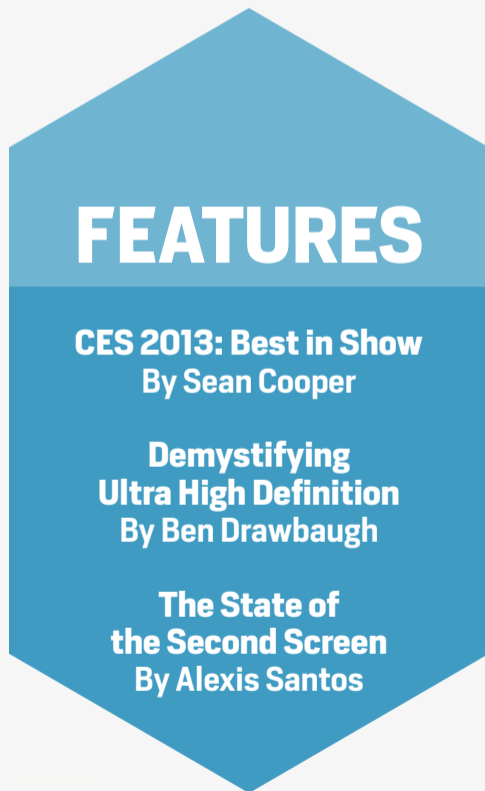 FEATURES
CES 2013: Best in Show
By Sean Cooper
Demystifying
Ultra High Definition
By Ben Drawbaugh
The State of
the Second Screen
By Alexis Santos